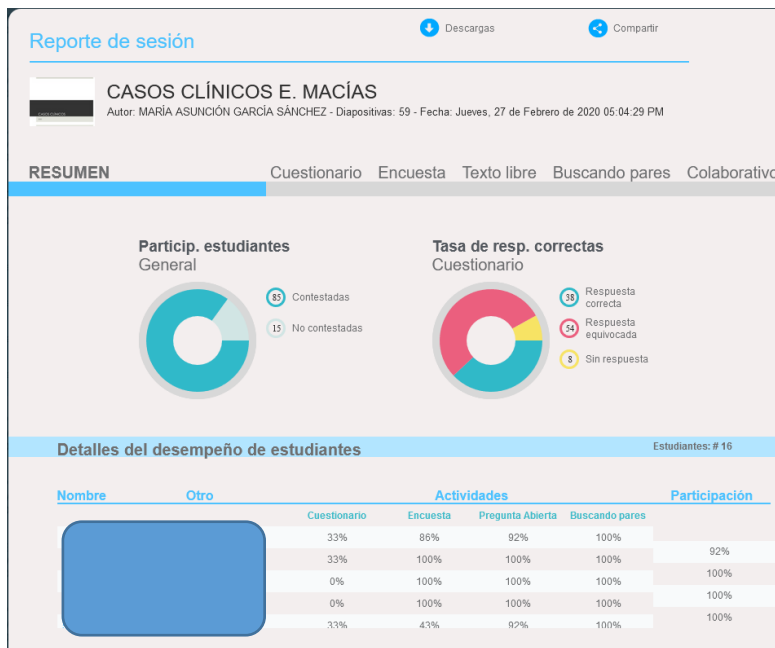 Descargas
Compartir
Reporte de sesión
CASOS CLÍNICOS E. MACÍAS
Autor: MARÍA ASUNCIÓN GARCÍA SÁNCHEZ - Diapositivas: 59 - Fecha: Jueves, 27 de Febrero de 2020 05:04:29 PM
RESUMEN Cuestionario Encuesta Texto libre Buscando pares Colaborativo
Particip. estudiantes
General
85 Contestadas
15 No contestadas
Tasa de resp. correctas
Cuestionario
38 Respuesta
correcta
54 Respuesta
equivocada
8 Sin respuesta
Detalles del desempeño de estudiantes Estudiantes: # 16
Nombre Otro Actividades Participación
Cuestionario Encuesta Pregunta Abierta Buscando pares
33% 86% 92% 100%
92%
33% 100% 100% 100%
100%
0% 100% 100% 100%
100%
0% 100% 100% 100%
100%
33% 43% 92% 100%